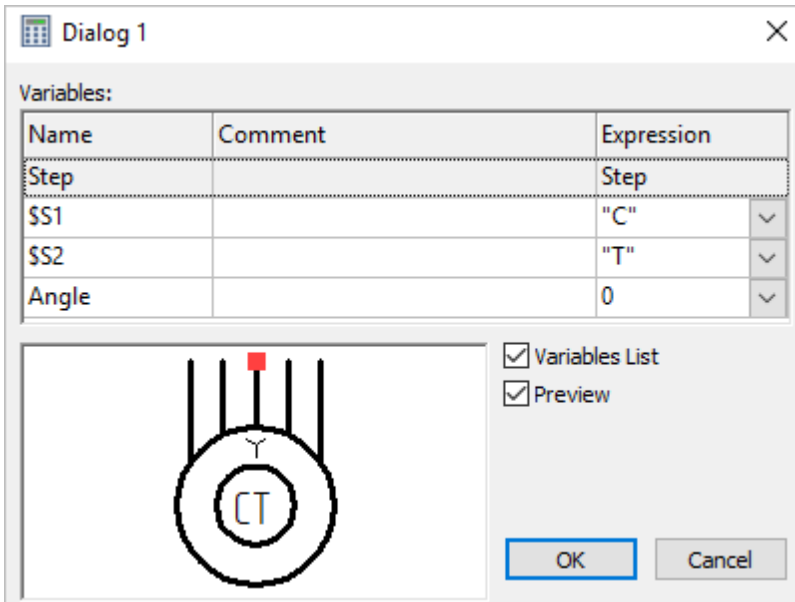 Dialog 1
Variables:
Name Comment Expression
Step Step
$S1 "C"
$S2 "T"
Angle 0
Variables List
Preview
Y
CT
OK Cancel